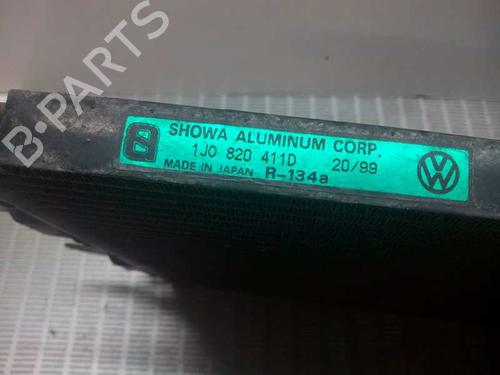 B-PARTS
SHOWA ALUMINUM CORP.
1J0 820 411D 20/99
MADE IN JAPAN R-134a